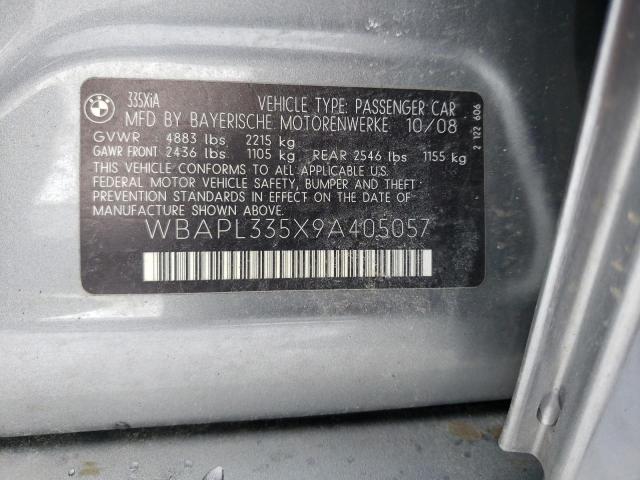 BMW
335XiA VEHICLE TYPE: PASSENGER CAR
MFD BY BAYERISCHE MOTORENWERKE 10/08
GVWR 4883 lbs 2215 kg
GAWR FRONT 2436 lbs 1105 kg REAR 2546 lbs 1155 kg
THIS VEHICLE CONFORMS TO ALL APPLICABLE U.S.
FEDERAL MOTOR VEHICLE SAFETY, BUMPER AND THEFT
PREVENTION STANDARDS IN EFFECT ON THE DATE OF
MANUFACTURE SHOWN ABOVE.
WBAPL335X9A405057
2 122 606